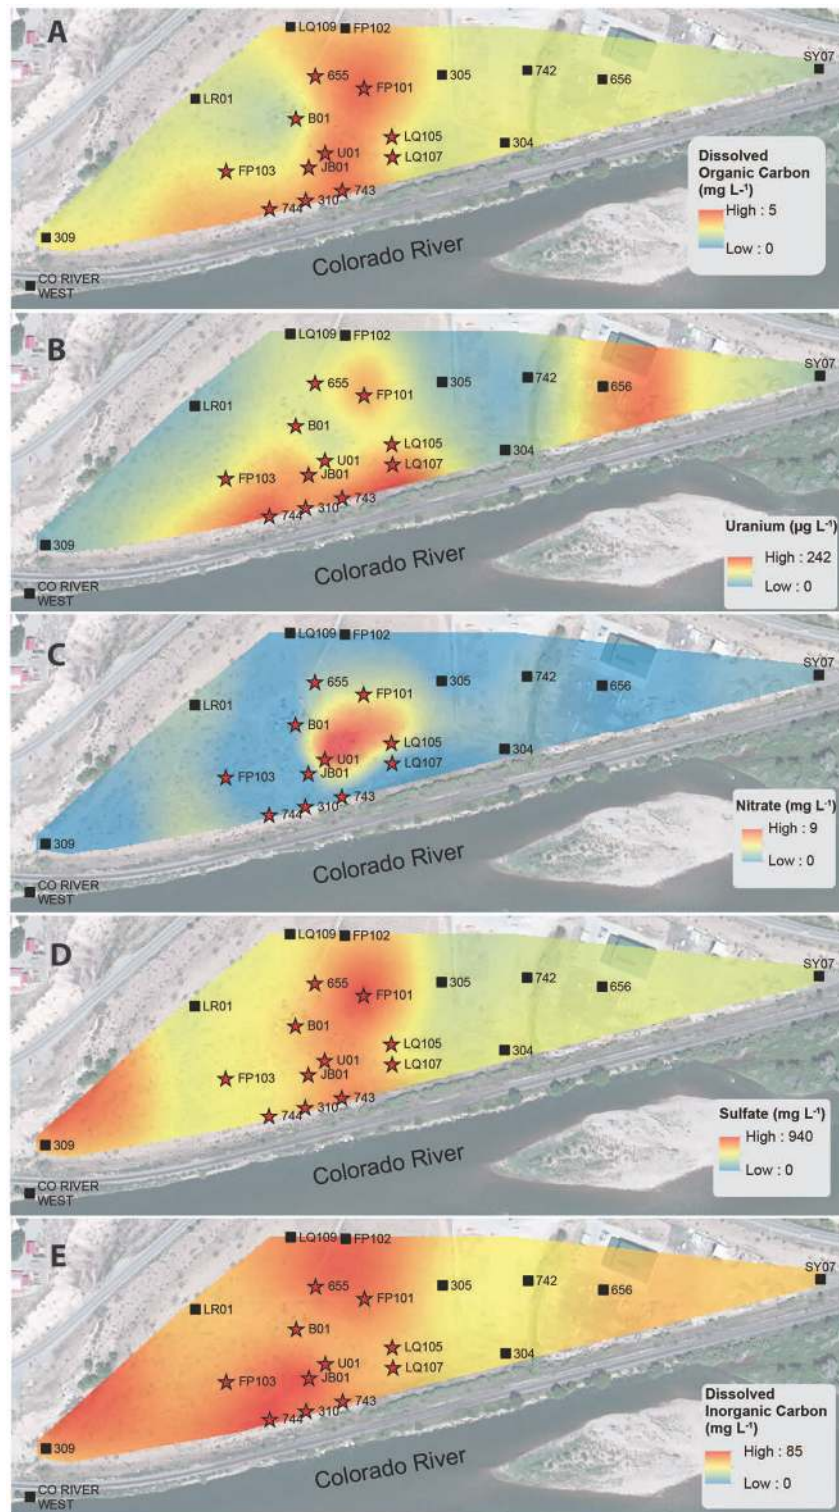 A
LQ109
FP102
SY07
655
305
742
656
FP101
LR01
B01
LQ105
304
U01
LQ107
JB01
FP103
743
310
744
309
Colorado River
CO RIVER
WEST
Dissolved
Organic Carbon
(mg L-¹)
High : 5
Low : 0
B
LQ109
FP102
SY07
655
305
742
656
FP101
LR01
B01
LQ105
304
U01
LQ107
JB01
FP103
743
310
744
309
Colorado River
CO RIVER
WEST
Uranium (µg L⁻¹)
High : 242
Low : 0
C
LQ109
FP102
SY07
655
305
742
656
FP101
LR01
B01
LQ105
304
U01
LQ107
JB01
FP103
743
310
744
309
Colorado River
CO RIVER
WEST
Nitrate (mg L⁻¹)
High : 9
Low : 0
D
LQ109
FP102
SY07
655
305
742
656
FP101
LR01
B01
LQ105
304
U01
LQ107
JB01
FP103
743
310
744
309
Colorado River
CO RIVER
WEST
Sulfate (mg L⁻¹)
High : 940
Low : 0
E
LQ109
FP102
SY07
655
305
742
656
FP101
LR01
B01
LQ105
304
U01
LQ107
JB01
FP103
743
310
744
309
Colorado River
CO RIVER
WEST
Dissolved
Inorganic Carbon
(mg L⁻¹)
High : 85
Low : 0